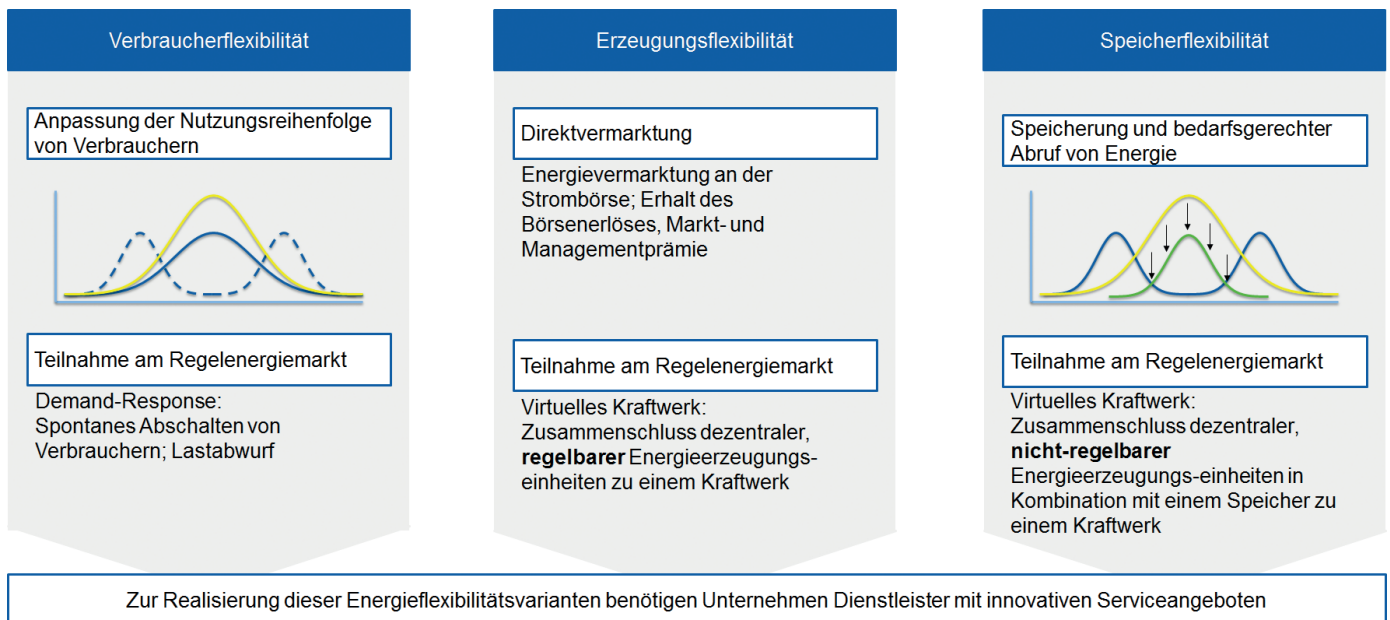 Verbraucherflexibilität
Anpassung der Nutzungsreihenfolge
von Verbrauchern
Teilnahme am Regelenergiemarkt
Demand-Response:
Spontanes Abschalten von
Verbrauchern; Lastabwurf
Erzeugungsflexibilität
Direktvermarktung
Energievermarktung an der
Strombörse; Erhalt des
Börsenerlöses, Markt- und
Managementprämie
Teilnahme am Regelenergiemarkt
Virtuelles Kraftwerk:
Zusammenschluss dezentraler,
regelbarer Energieerzeugungs-
einheiten zu einem Kraftwerk
Speicherflexibilität
Speicherung und bedarfsgerechter
Abruf von Energie
Teilnahme am Regelenergiemarkt
Virtuelles Kraftwerk:
Zusammenschluss dezentraler,
nicht-regelbarer
Energieerzeugungs-einheiten in
Kombination mit einem Speicher zu
einem Kraftwerk
Zur Realisierung dieser Energieflexibilitätsvarianten benötigen Unternehmen Dienstleister mit innovativen Serviceangeboten